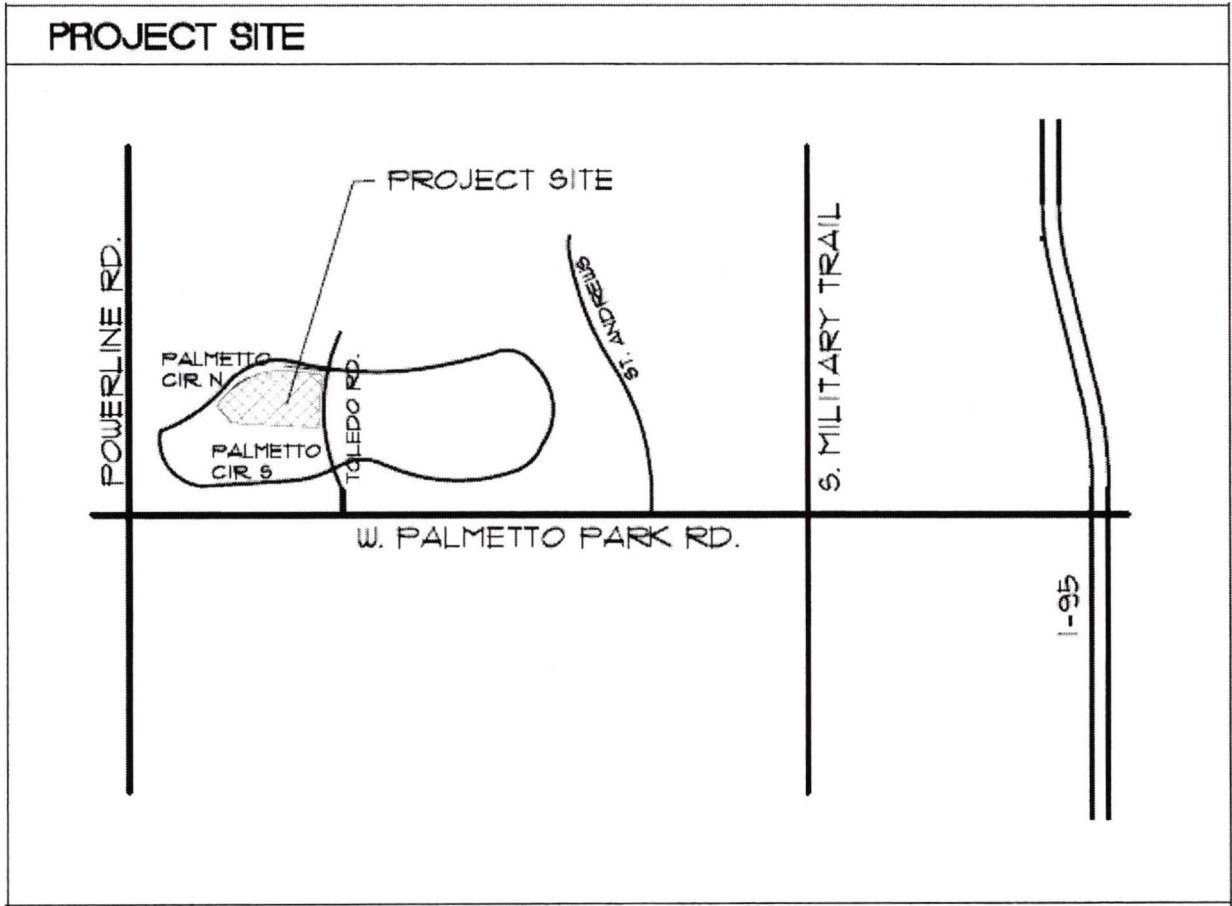 PROJECT SITE
PROJECT SITE
POWERLINE RD.
PALMETTO
CIR. N
TOLEDO RD.
PALMETTO
CIR. S
ST. ANDREWS
S. MILITARY TRAIL
W. PALMETTO PARK RD.
I-95